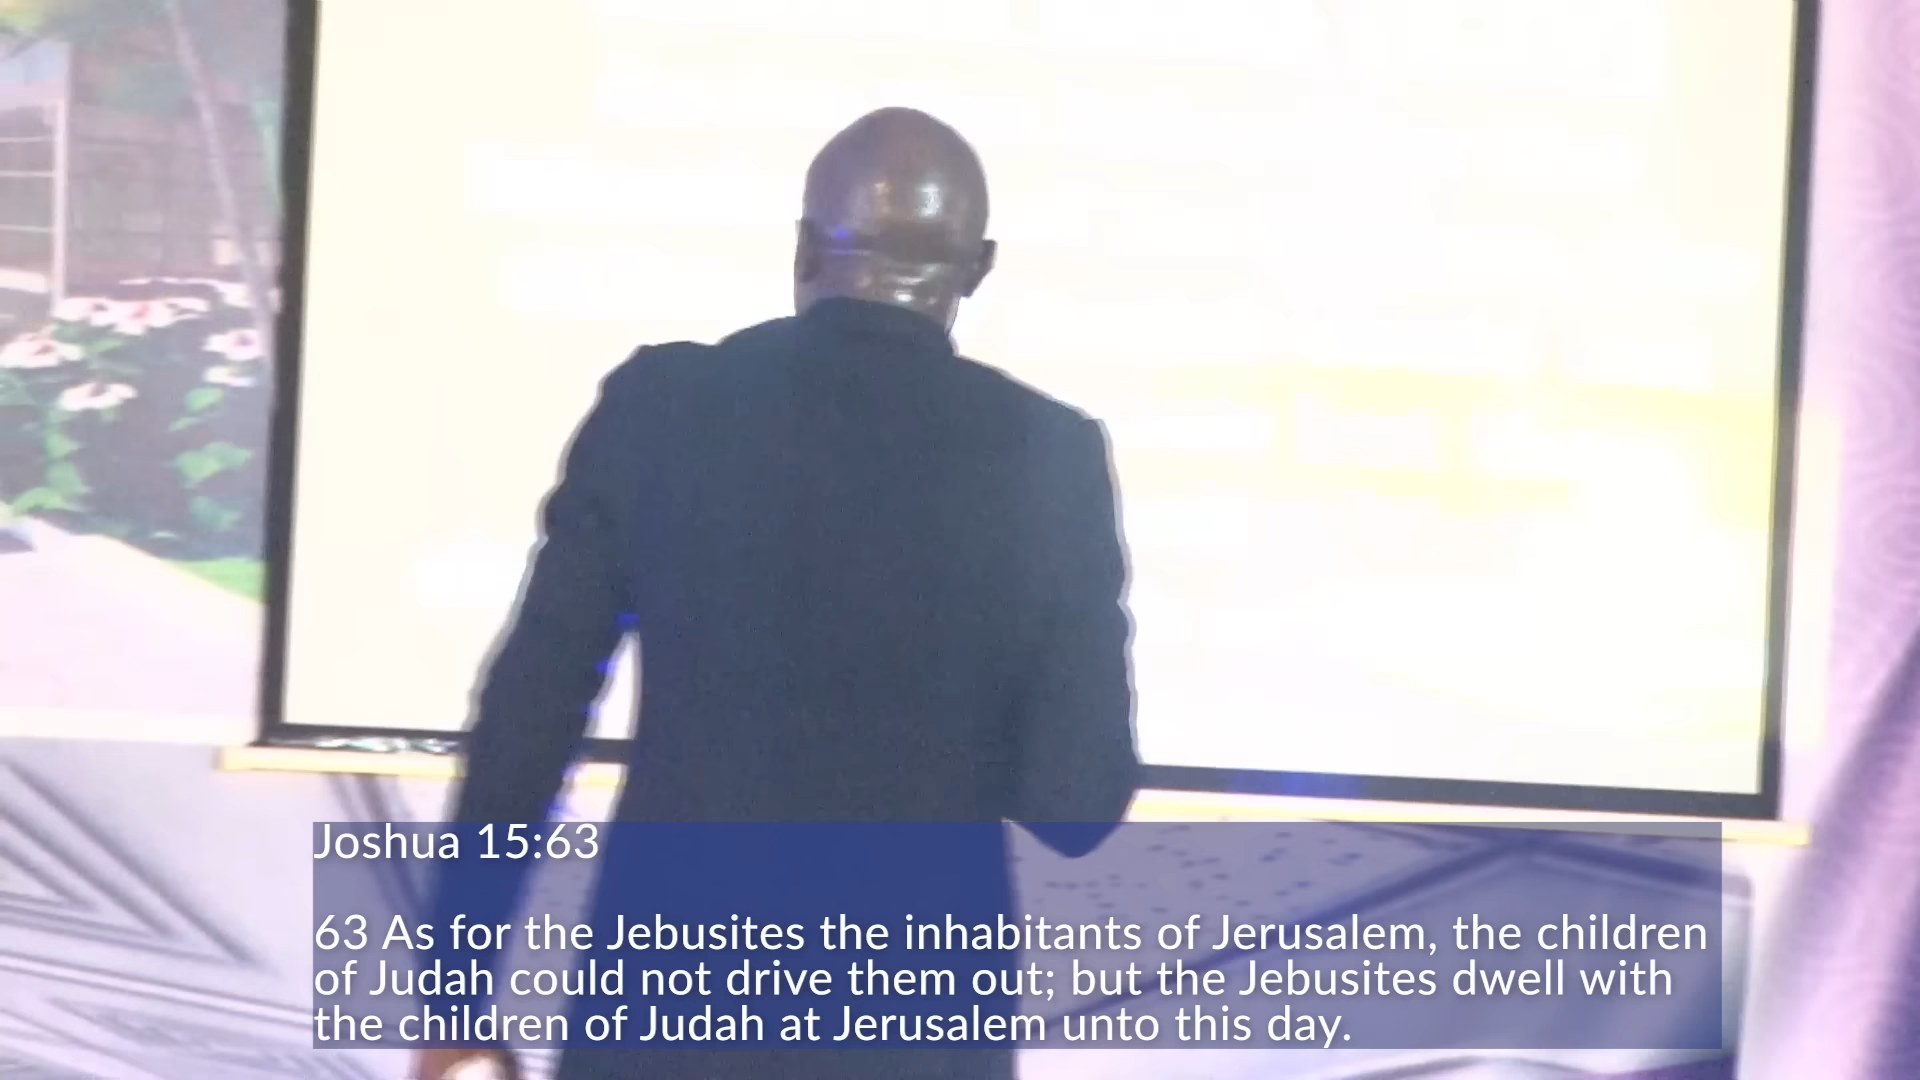 Joshua 15:63
63 As for the Jebusites the inhabitants of Jerusalem, the children
of Judah could not drive them out; but the Jebusites dwell with
the children of Judah at Jerusalem unto this day.